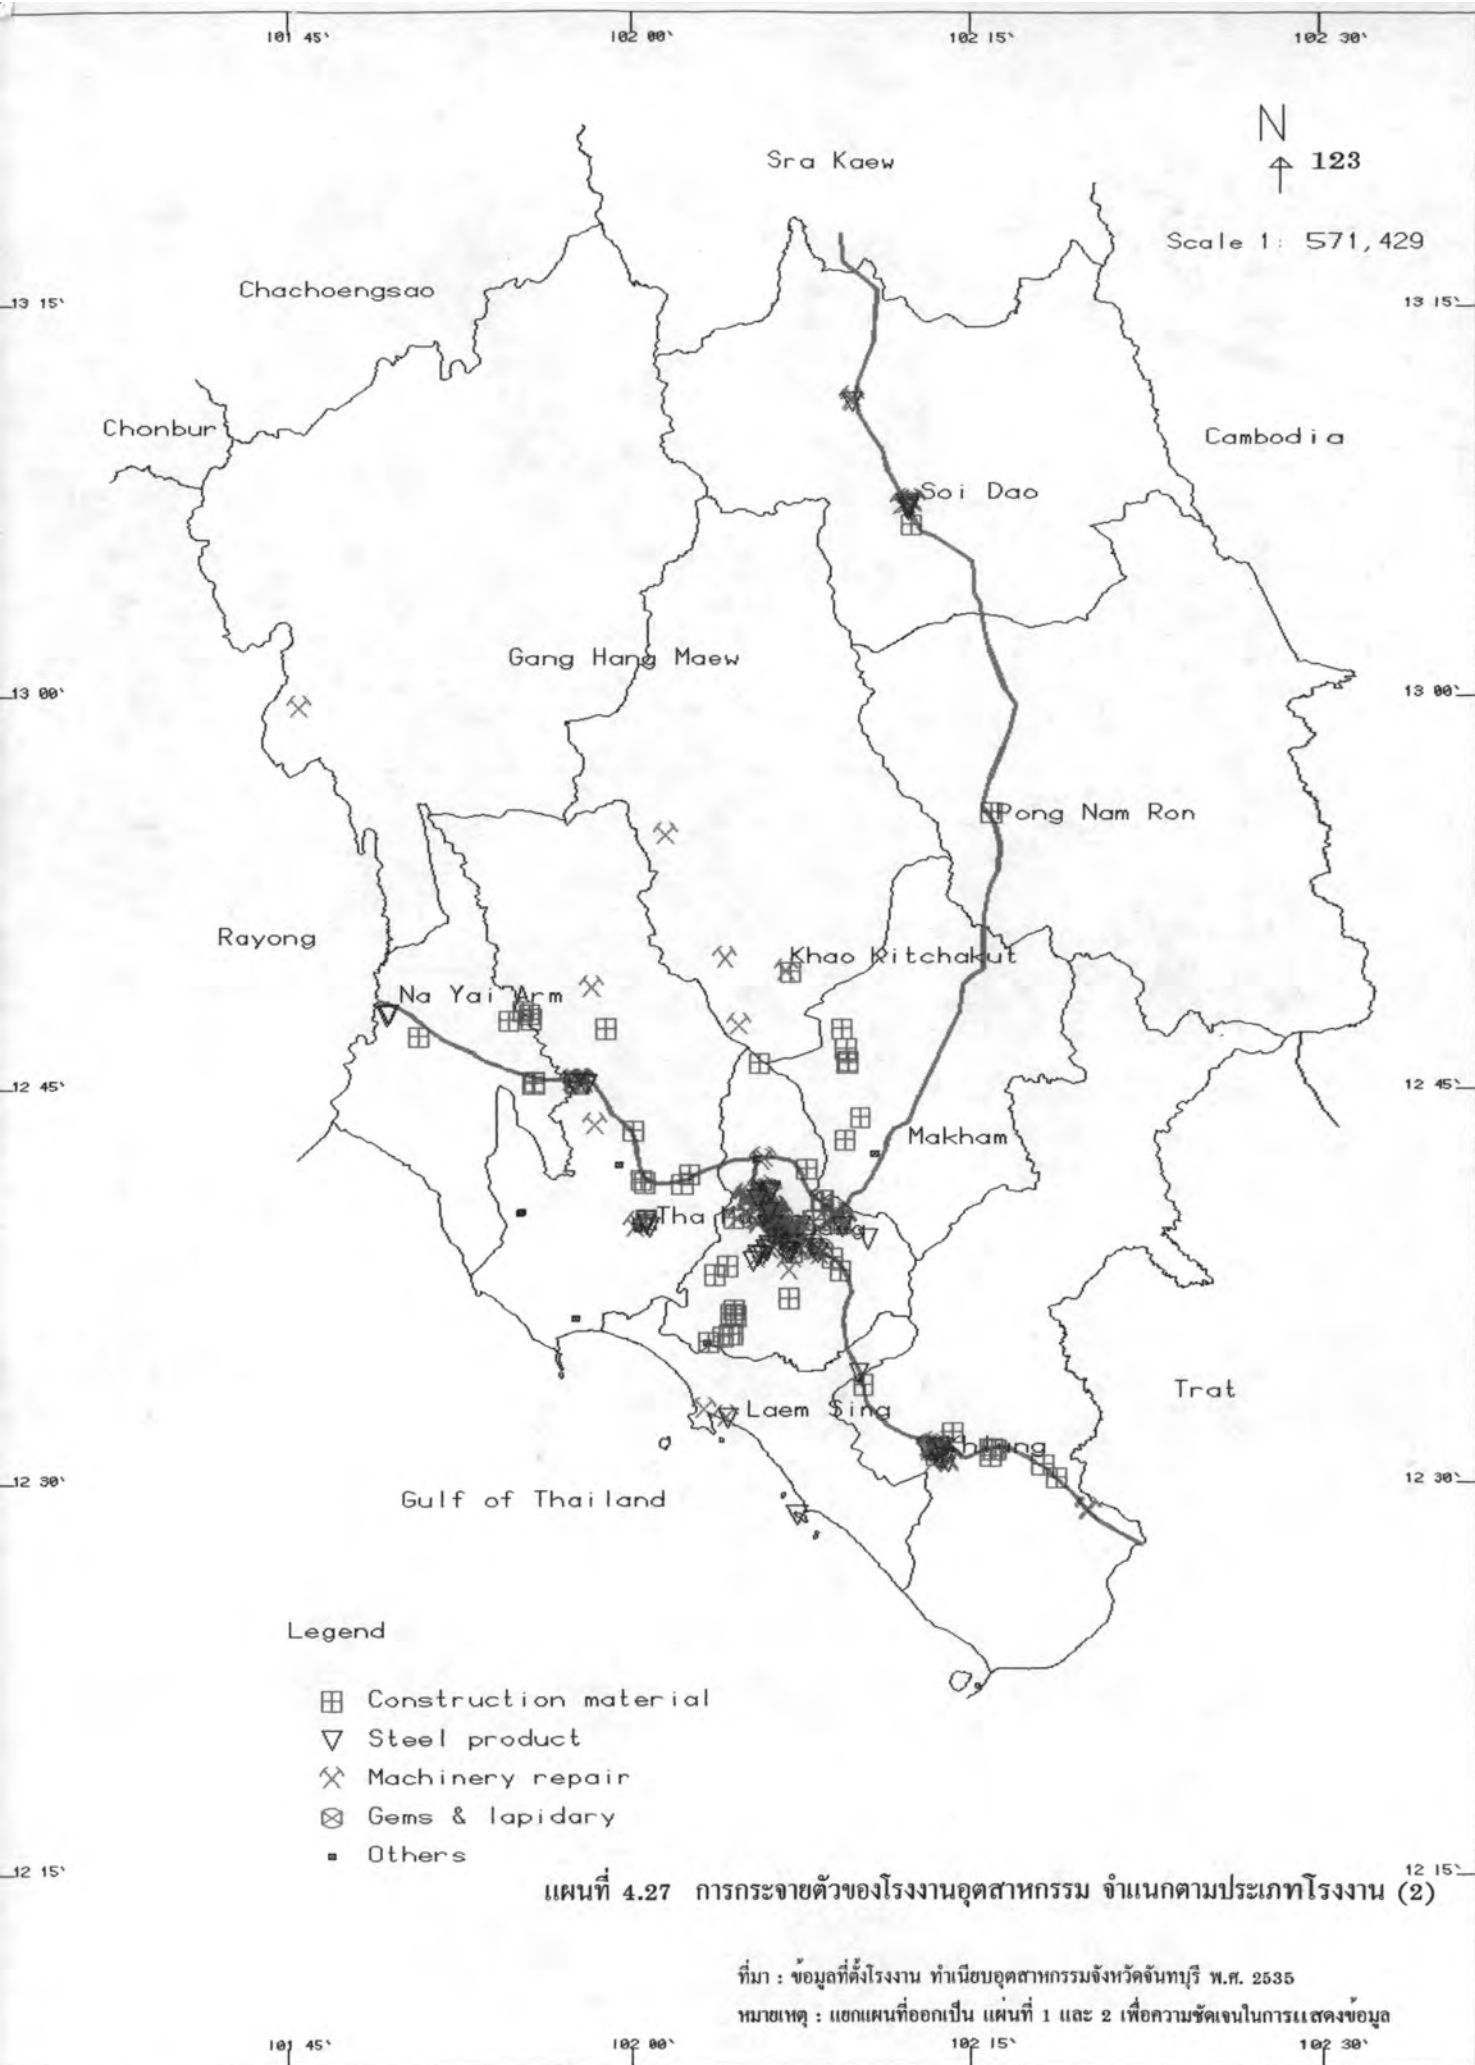 101 45` 102 00` 102 15` 102 30`
N
123
Sra Kaew
Scale 1: 571,429
Chachoengsao
13 15` 13 15`
Chonbur
Cambodia
Soi Dao
Gang Hang Maew
13 00` 13 00`
Pong Nam Ron
Rayong
Khao Kitchakut
Na Yai Arm
12 45` 12 45`
Makham
Tha
Trat
Laem Sing
Khlung
12 30` 12 30`
Gulf of Thailand
Legend
Construction material
Steel product
Machinery repair
Gems & lapidary
Others
12 15` 12 15`
แผนที่ 4.27 การกระจายตัวของโรงงานอุตสาหกรรม จำแนกตามประเภทโรงงาน (2)
ที่มา : ข้อมูลที่ตั้งโรงงาน ทำเนียบอุตสาหกรรมจังหวัดจันทบุรี พ.ศ. 2535
หมายเหตุ : แยกแผนที่ออกเป็น แผ่นที่ 1 และ 2 เพื่อความชัดเจนในการแสดงข้อมูล
101 45` 102 00` 102 15` 102 30`